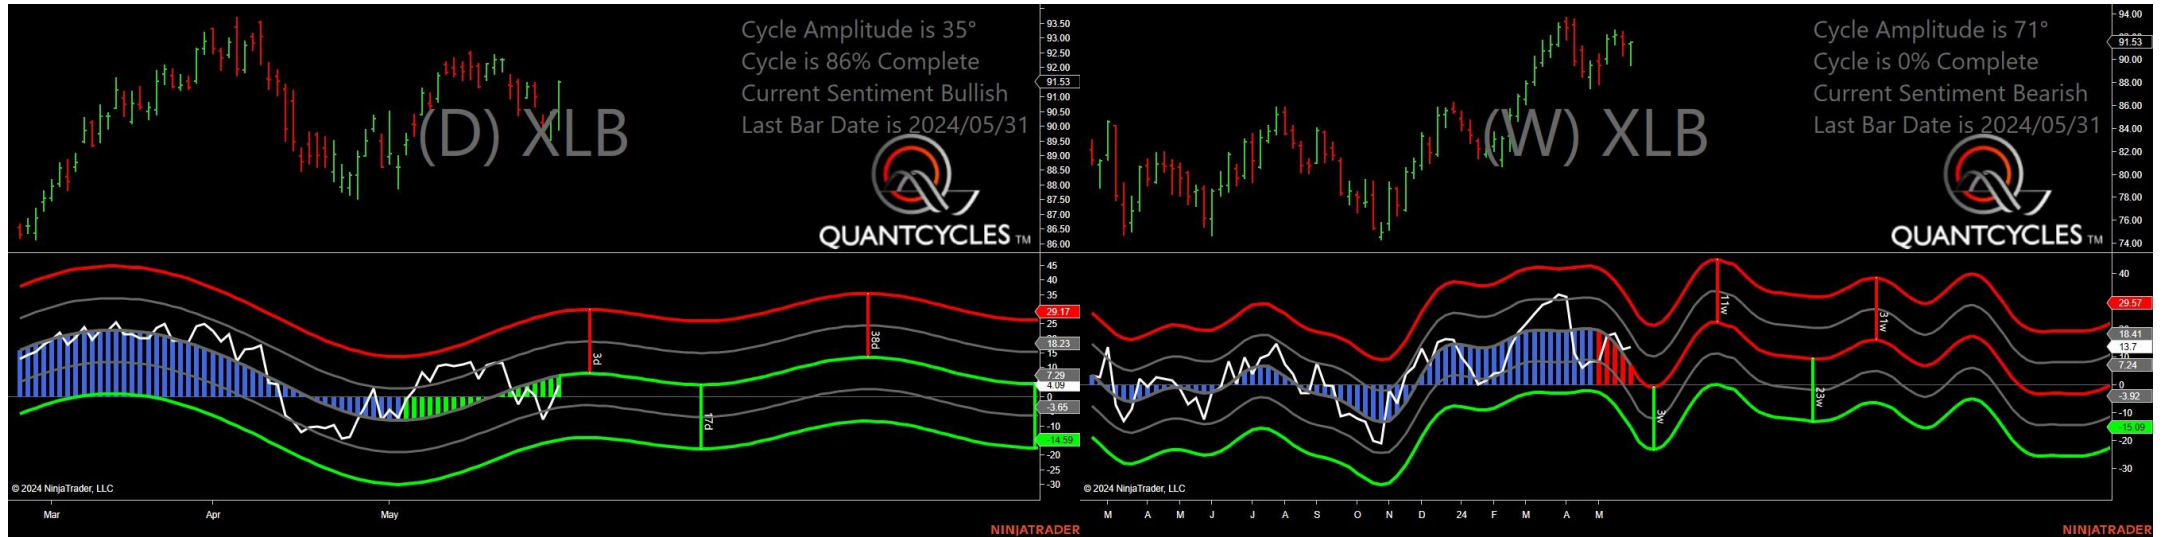 Cycle Amplitude is 35°
Cycle is 86% Complete
Current Sentiment Bullish
Last Bar Date is 2024/05/31
(D) XLB
QUANTCYCLES TM
93.50
93.00
92.50
92.00
91.53
91.00
90.50
90.00
89.50
89.00
88.50
88.00
87.50
87.00
86.50
86.00
45
40
35
29.17
25
18.23
15
10
7.29
4.09
0
-3.65
-10
-14.59
-20
-25
-30
3d
17d
38d
© 2024 NinjaTrader, LLC
Mar
Apr
May
NINJATRADER
Cycle Amplitude is 71°
Cycle is 0% Complete
Current Sentiment Bearish
Last Bar Date is 2024/05/31
(W) XLB
QUANTCYCLES TM
94.00
91.53
90.00
88.00
86.00
84.00
82.00
80.00
78.00
76.00
74.00
40
29.57
18.41
13.7
10
7.24
0
-3.92
-10
-15.09
-20
-30
3w
11w
23w
31w
© 2024 NinjaTrader, LLC
M A M J J A S O N D 24 F M A M
NINJATRADER